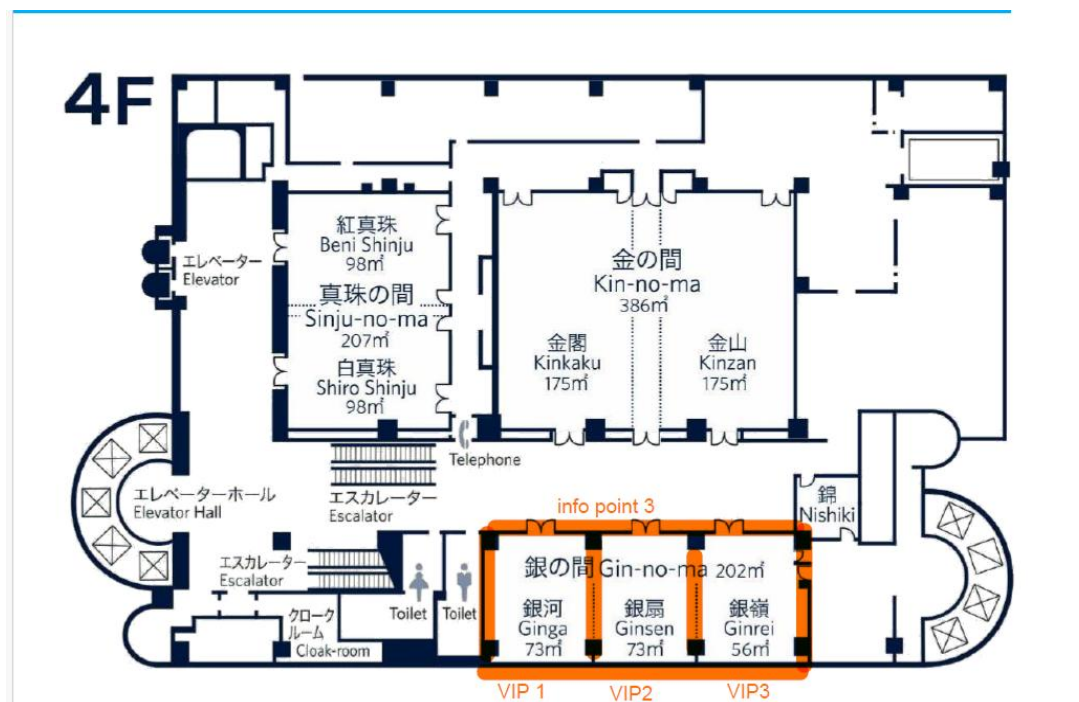 4F
紅真珠
Beni Shinju
98㎡
エレベーター
Elevator
真珠の間
Sinju-no-ma
207㎡
白真珠
Shiro Shinju
98㎡
金の間
Kin-no-ma
386㎡
金閣
Kinkaku
175㎡
金山
Kinzan
175㎡
Telephone
エレベーターホール
Elevator Hall
エスカレーター
Escalator
info point 3
錦
Nishiki
エスカレーター
Escalator
銀の間 Gin-no-ma 202㎡
Toilet
Toilet
銀河
Ginga
73㎡
銀扇
Ginsen
73㎡
銀嶺
Ginrei
56㎡
クローク
ルーム
Cloak-room
VIP 1
VIP2
VIP3